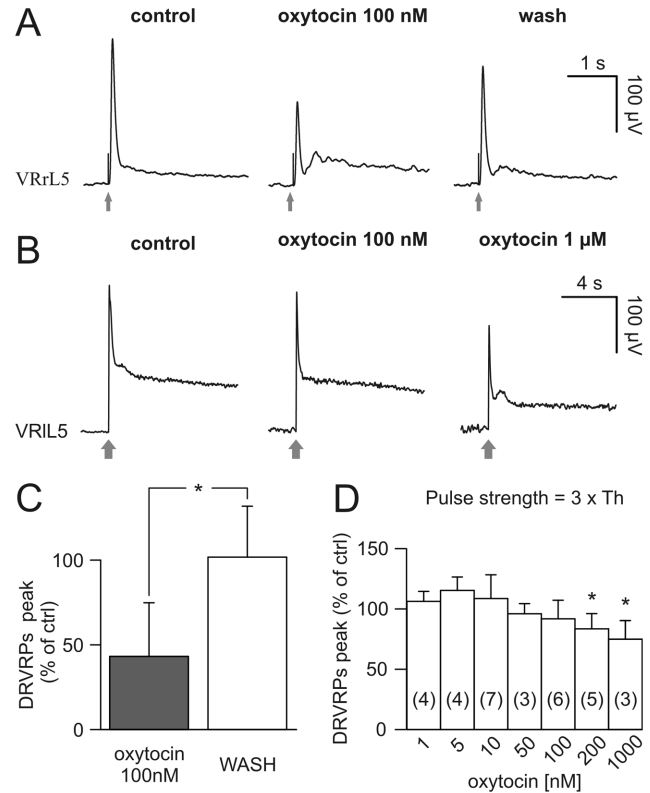 A
control
oxytocin 100 nM
wash
1 s
100 µV
VRrL5
B
control
oxytocin 100 nM
oxytocin 1 µM
4 s
100 µV
VRlL5
C
*
DRVRPs peak
(% of ctrl)
100
50
0
oxytocin
100nM
WASH
D
Pulse strength = 3 x Th
DRVRPs peak (% of ctrl)
150
100
50
0
* *
(4) (4) (7) (3) (6) (5) (3)
1 5 10 50 100 200 1000
oxytocin [nM]